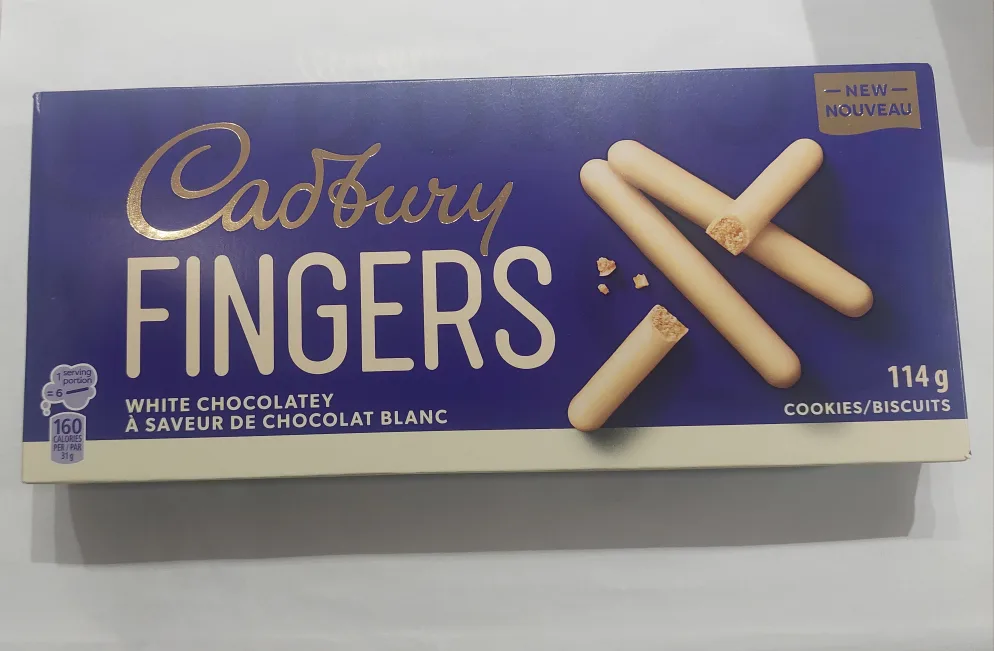 NEW
NOUVEAU
Cadbury
FINGERS
WHITE CHOCOLATEY
À SAVEUR DE CHOCOLAT BLANC
1 serving
portion
= 6
160
CALORIES
PER / PAR
31 g
114 g
COOKIES/BISCUITS